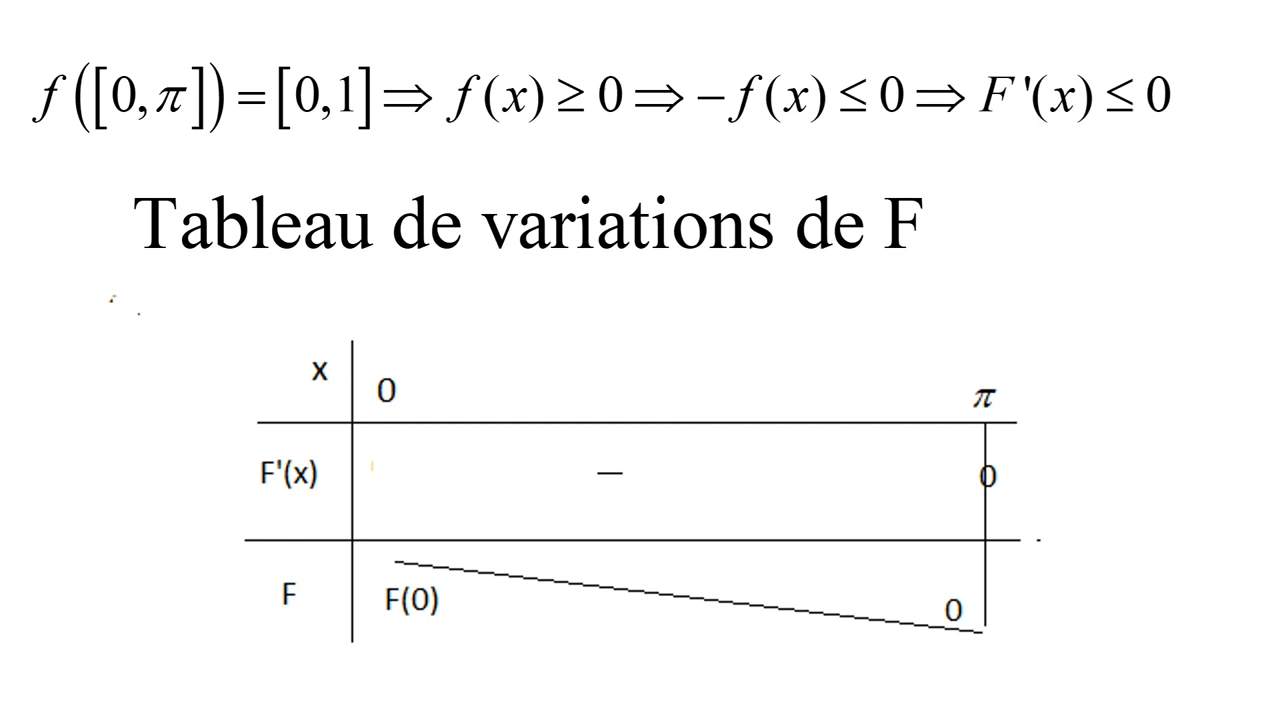 f([0,π])=[0,1]⇒ f(x)≥0⇒−f(x)≤0⇒F'(x)≤0
Tableau de variations de F
x 0 π
F'(x) — 0
F F(0) 0